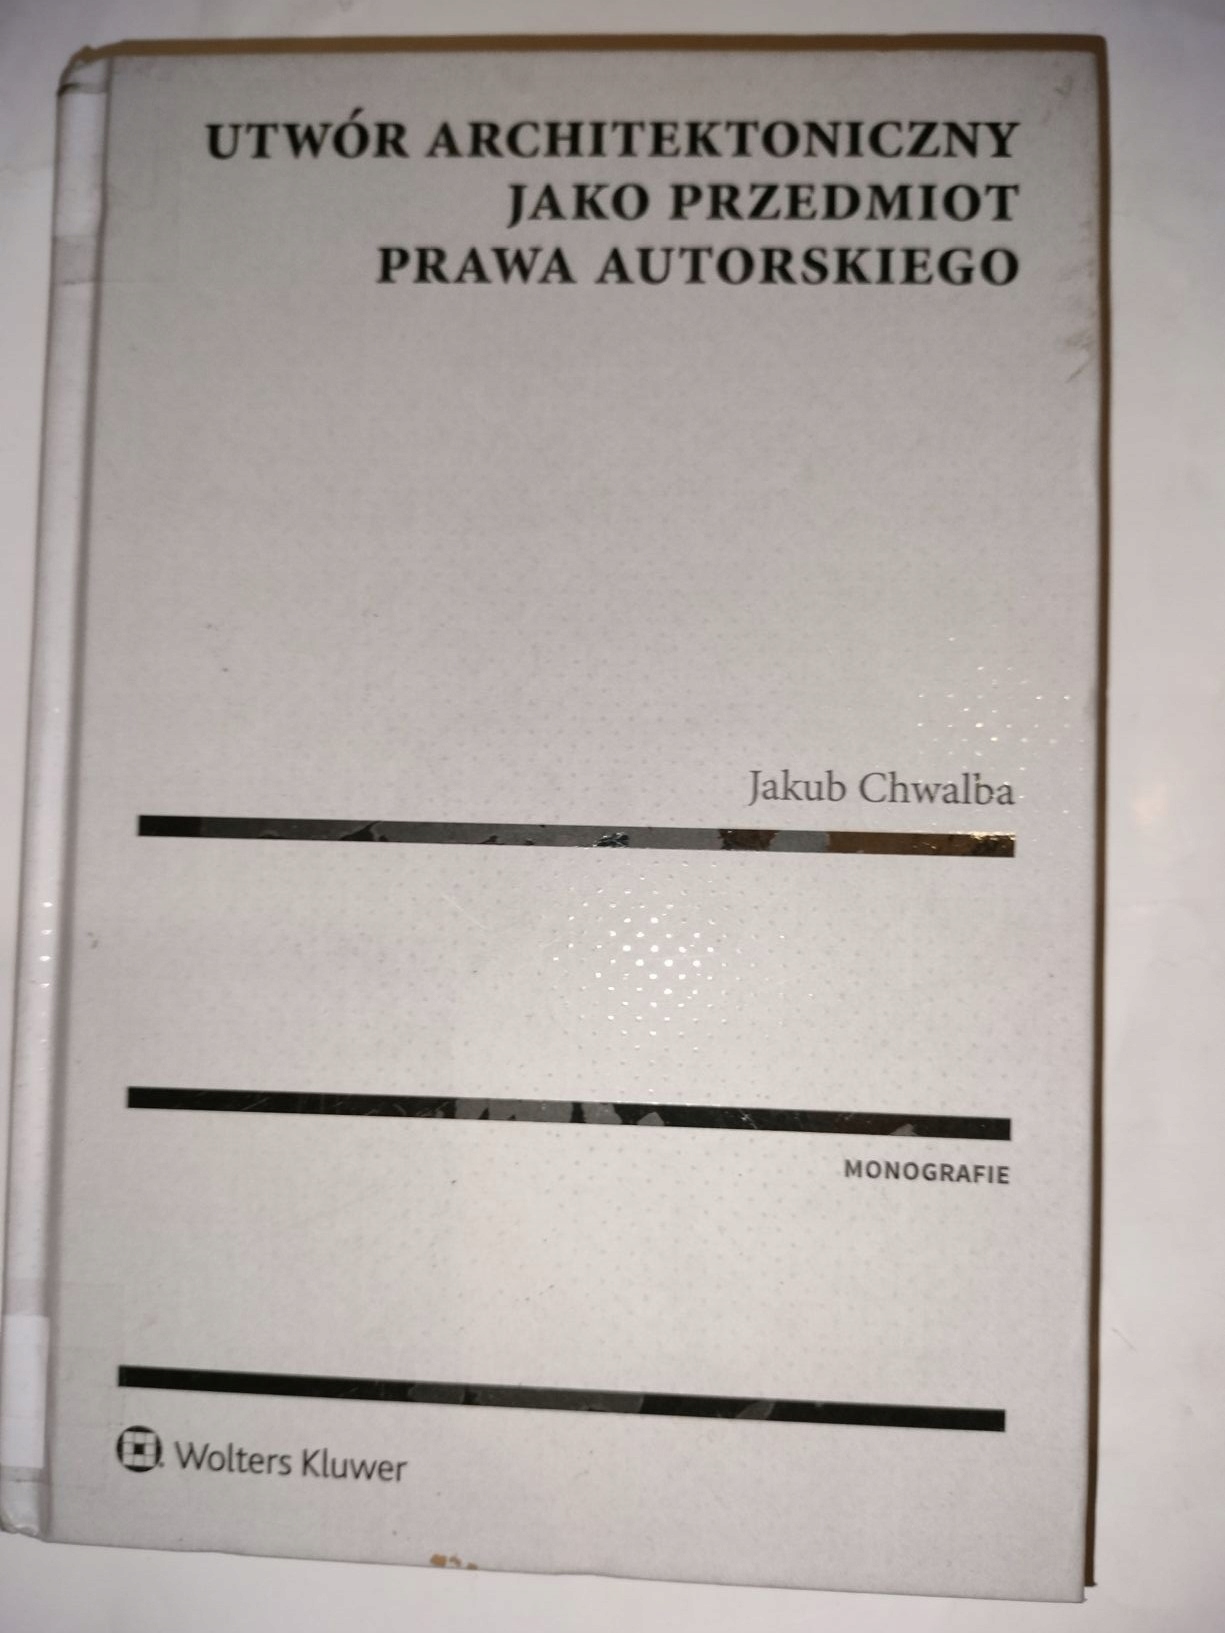 UTWÓR ARCHITEKTONICZNY
JAKO PRZEDMIOT
PRAWA AUTORSKIEGO
Jakub Chwalba
MONOGRAFIE
Wolters Kluwer